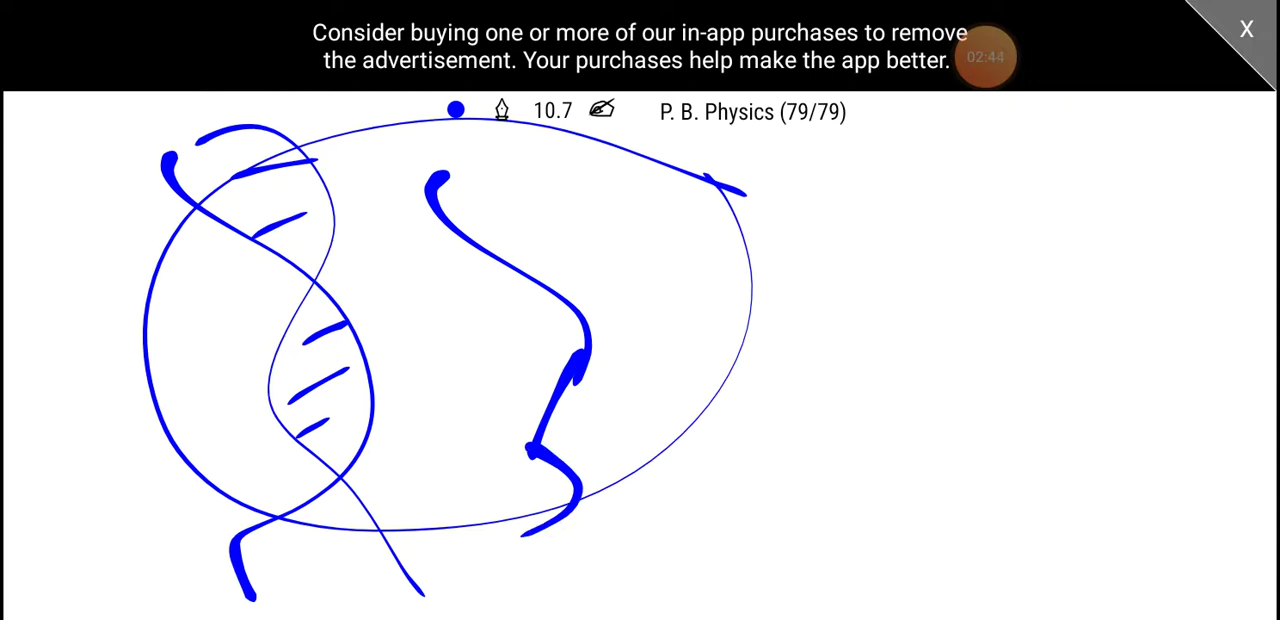 Consider buying one or more of our in-app purchases to remove
the advertisement. Your purchases help make the app better.
X
02:44
10.7
P. B. Physics (79/79)